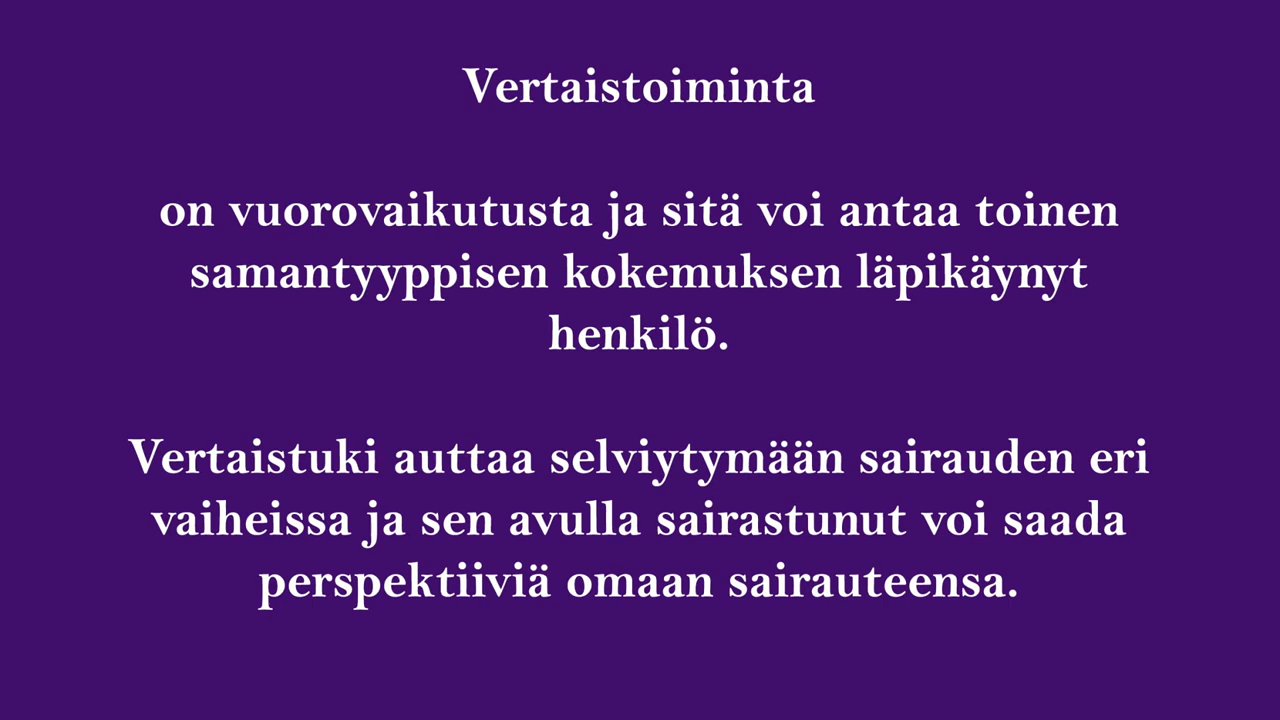 Vertaistoiminta
on vuorovaikutusta ja sitä voi antaa toinen
samantyyppisen kokemuksen läpikäynyt
henkilö.
Vertaistuki auttaa selviytymään sairauden eri
vaiheissa ja sen avulla sairastunut voi saada
perspektiiviä omaan sairauteensa.